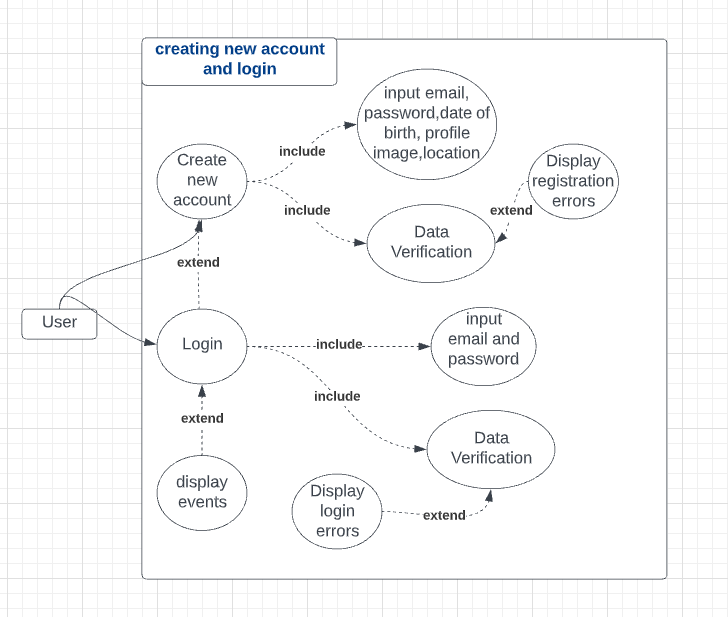 creating new account
and login
input email,
password,date of
birth, profile
image,location
include
Create
new
account
Display
registration
errors
include
extend
Data
Verification
extend
User
Login
include
input
email and
password
include
extend
Data
Verification
display
events
Display
login
errors
extend